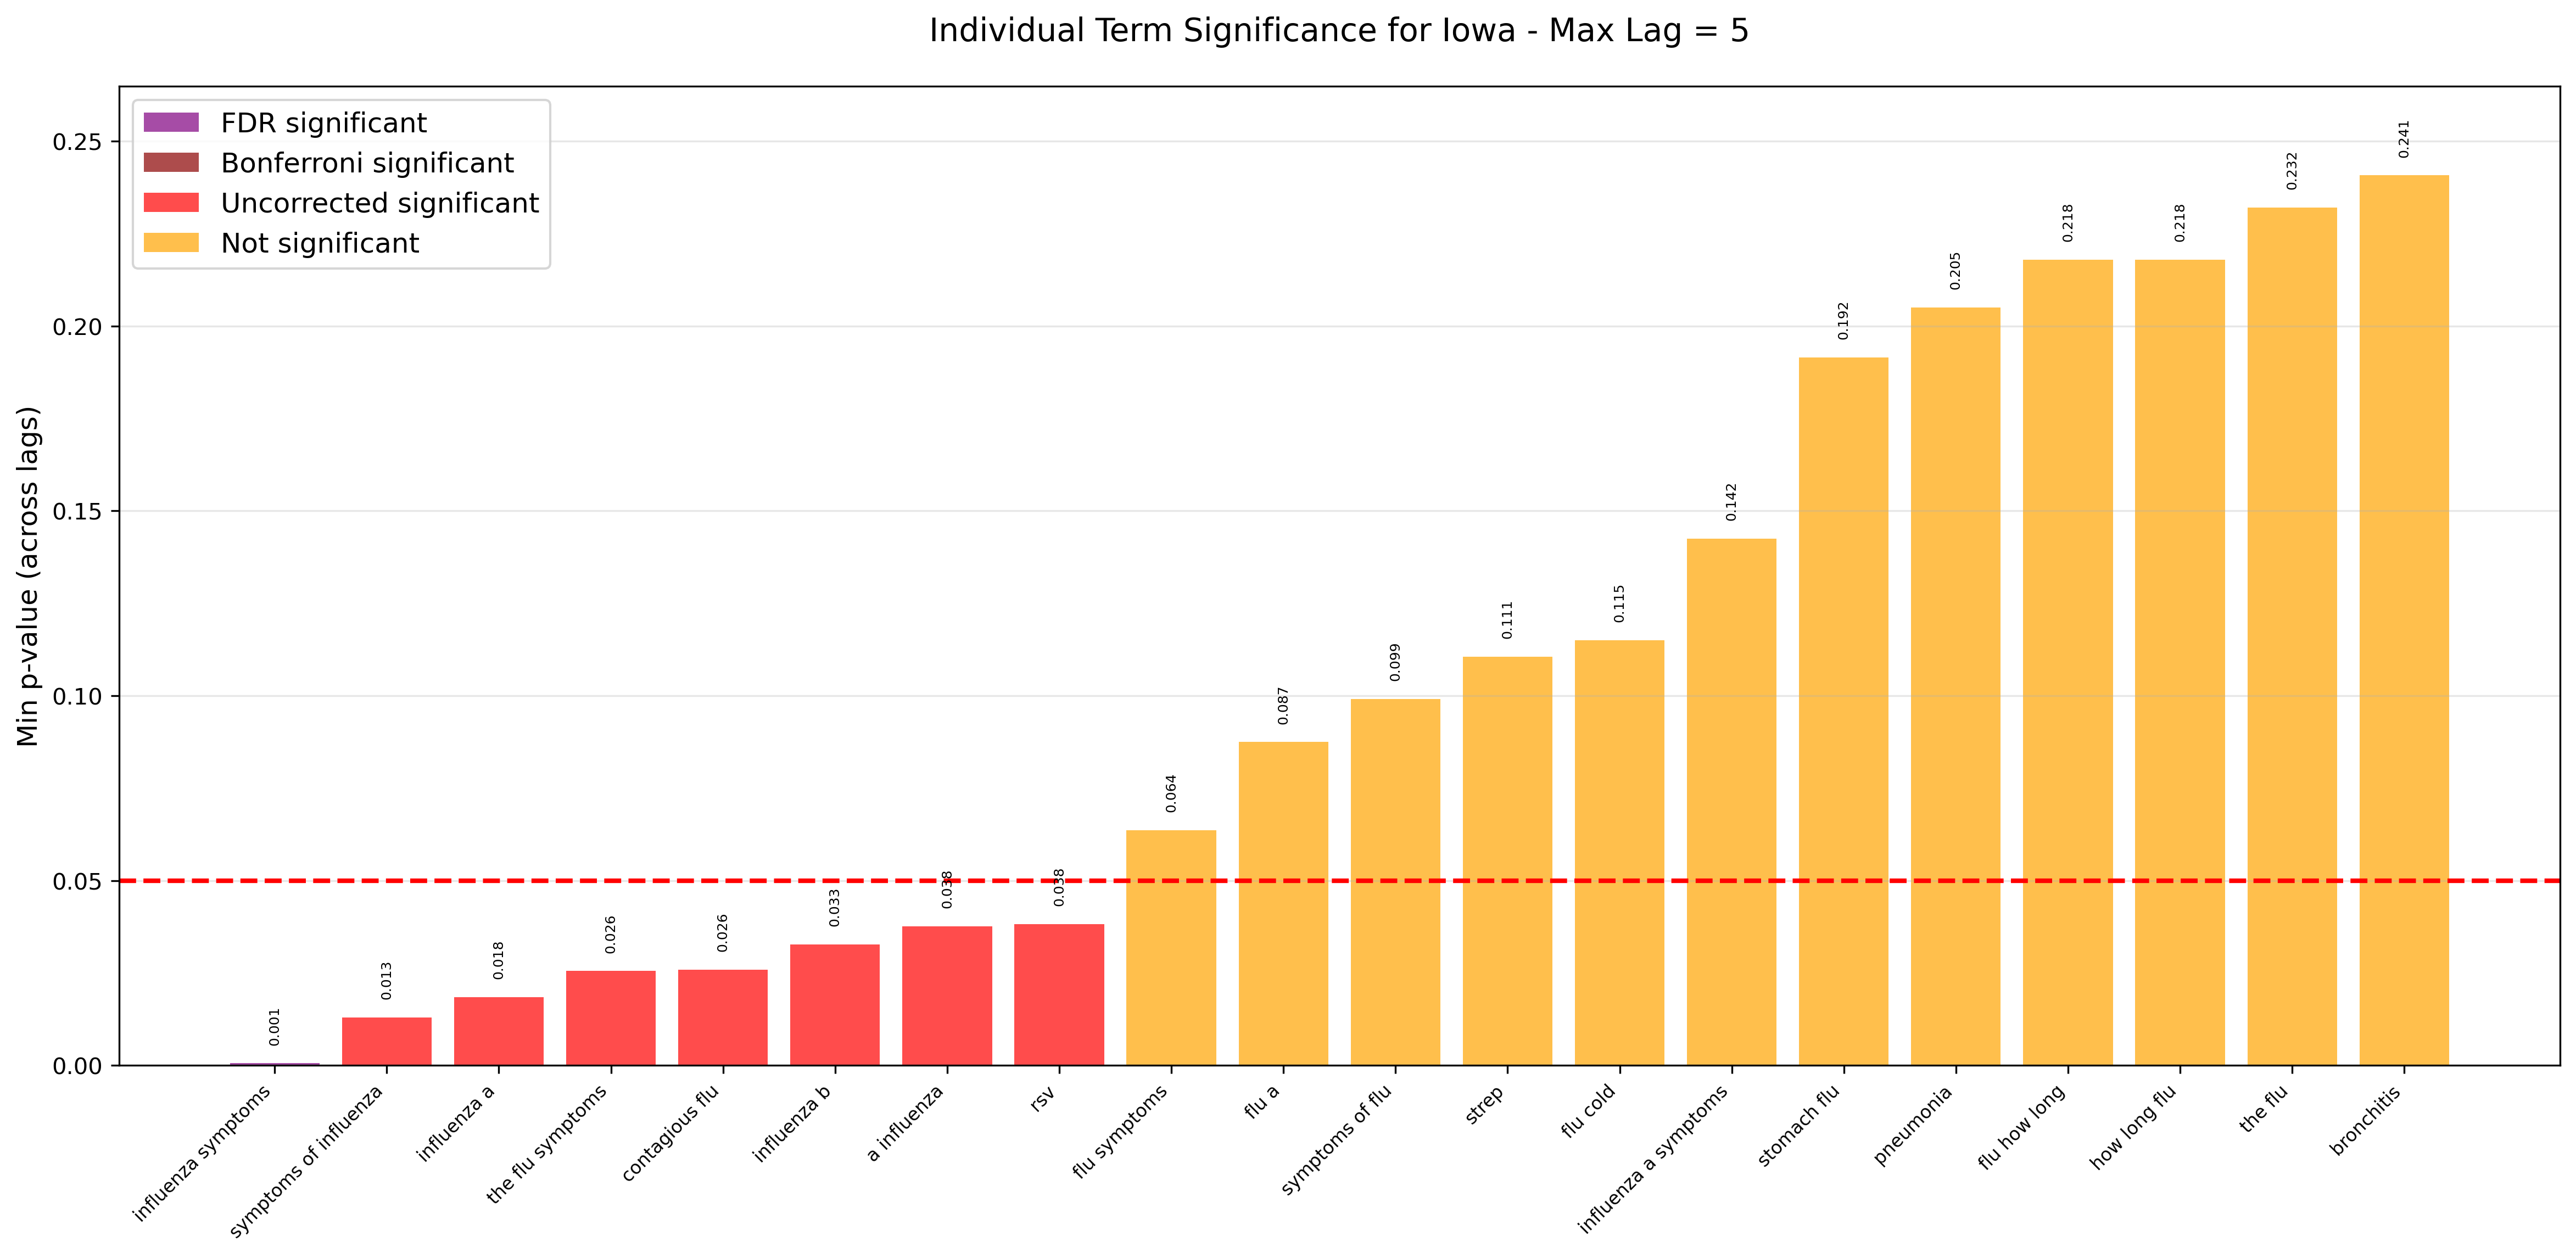 Individual Term Significance for Iowa - Max Lag = 5
FDR significant
Bonferroni significant
Uncorrected significant
Not significant
Min p-value (across lags)
0.25
0.20
0.15
0.10
0.05
0.00
0.001
0.013
0.018
0.026
0.026
0.033
0.038
0.038
0.064
0.087
0.099
0.111
0.115
0.142
0.192
0.205
0.218
0.218
0.232
0.241
influenza symptoms
symptoms of influenza
influenza a
the flu symptoms
contagious flu
influenza b
a influenza
rsv
flu symptoms
flu a
symptoms of flu
strep
flu cold
influenza a symptoms
stomach flu
pneumonia
flu how long
how long flu
the flu
bronchitis